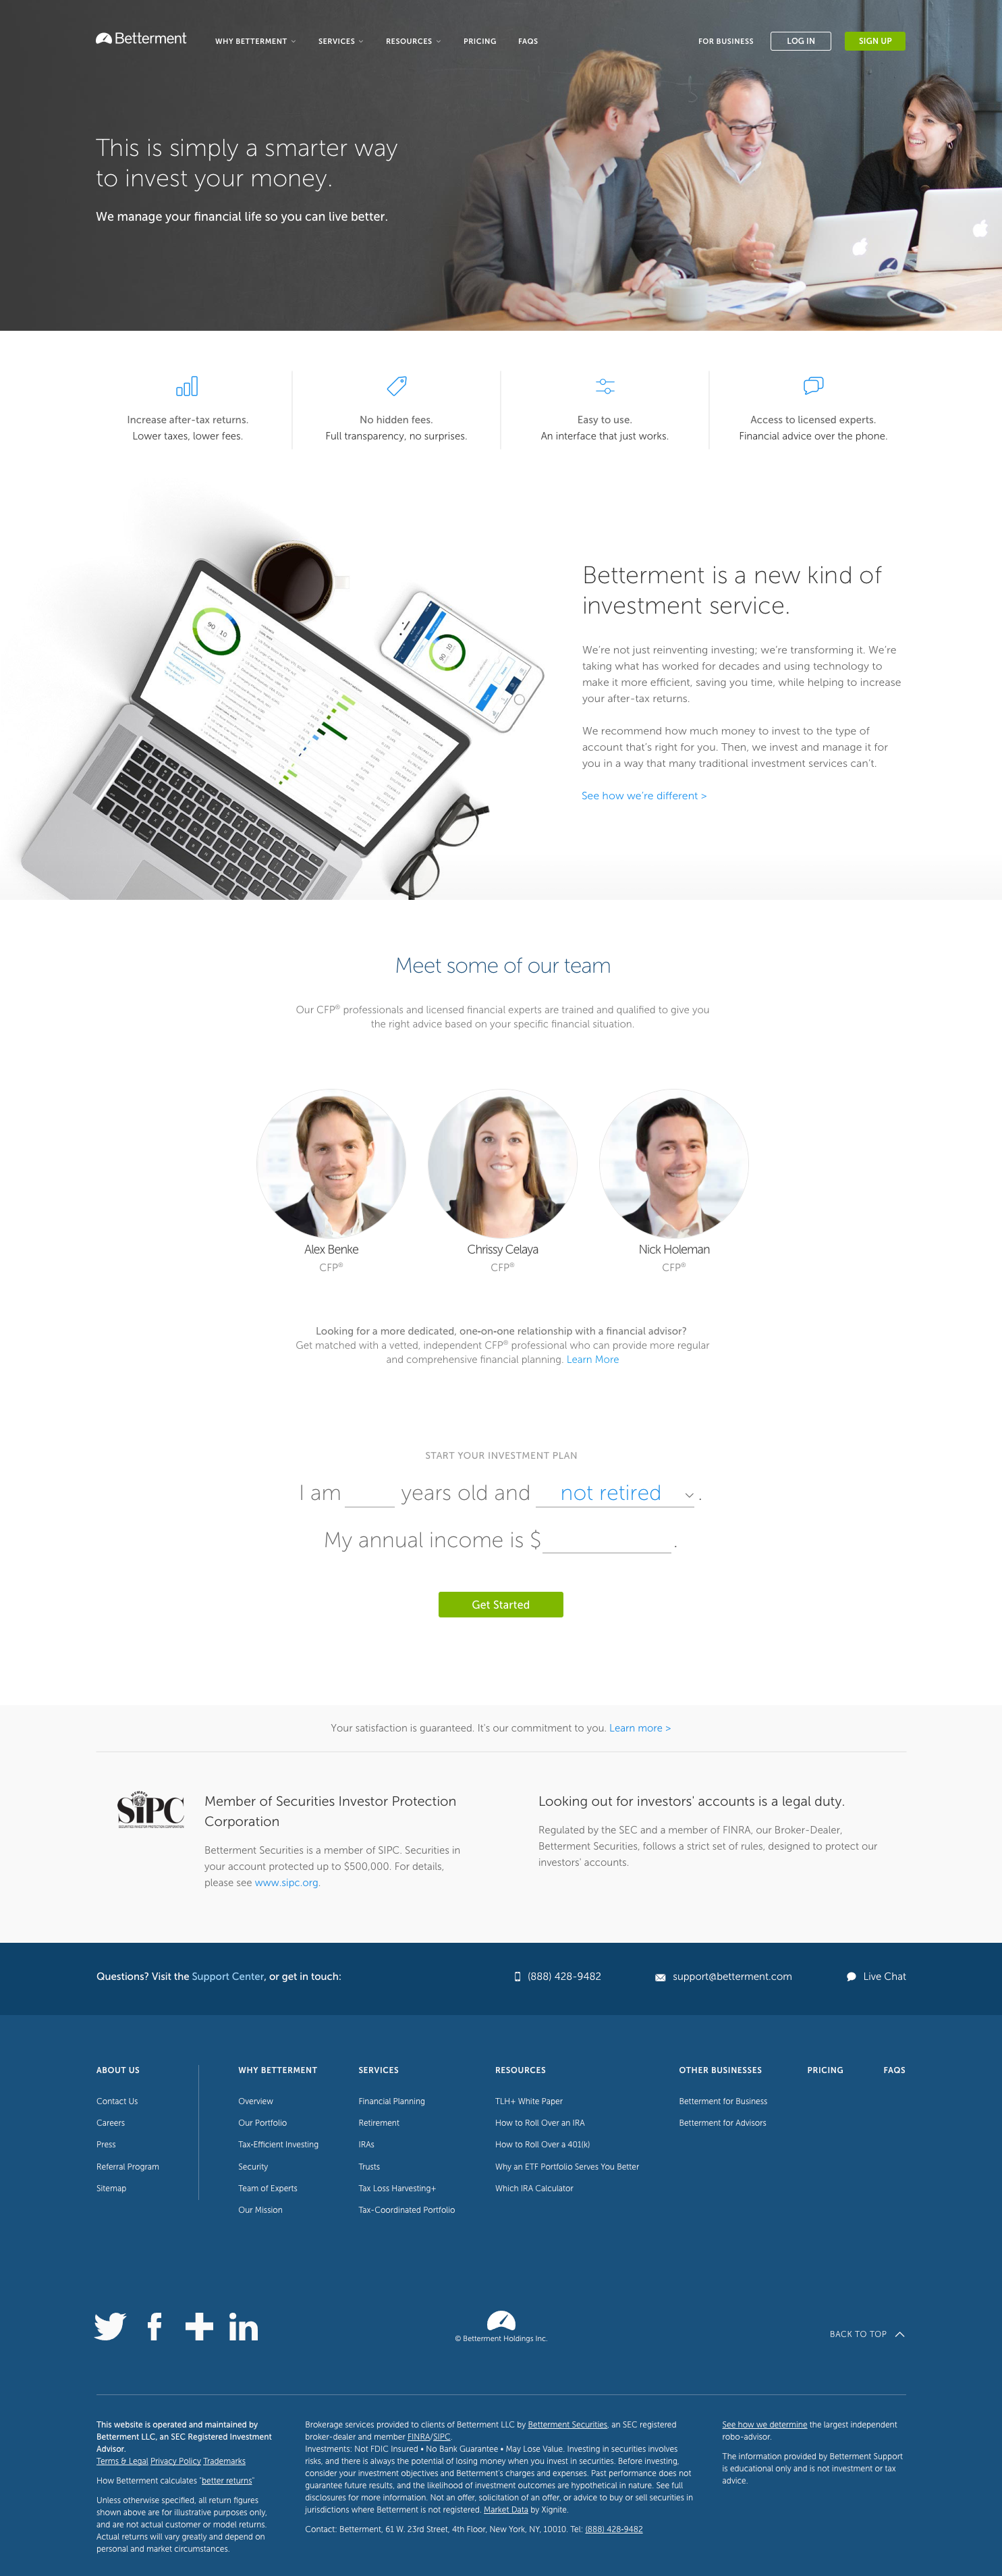 Betterment
WHY BETTERMENT
SERVICES
RESOURCES
PRICING
FAQS
FOR BUSINESS
LOG IN
SIGN UP
This is simply a smarter way
to invest your money.
We manage your financial life so you can live better.
Increase after-tax returns.
Lower taxes, lower fees.
No hidden fees.
Full transparency, no surprises.
Easy to use.
An interface that just works.
Access to licensed experts.
Financial advice over the phone.
90 10
90 10
Betterment is a new kind of
investment service.
We're not just reinventing investing; we're transforming it. We're
taking what has worked for decades and using technology to
make it more efficient, saving you time, while helping to increase
your after-tax returns.
We recommend how much money to invest to the type of
account that's right for you. Then, we invest and manage it for
you in a way that many traditional investment services can't.
See how we're different >
Meet some of our team
Our CFP® professionals and licensed financial experts are trained and qualified to give you
the right advice based on your specific financial situation.
Alex Benke
CFP®
Chrissy Celaya
CFP®
Nick Holeman
CFP®
Looking for a more dedicated, one-on-one relationship with a financial advisor?
Get matched with a vetted, independent CFP® professional who can provide more regular
and comprehensive financial planning. Learn More
START YOUR INVESTMENT PLAN
I am years old and not retired .
My annual income is $ .
Get Started
Your satisfaction is guaranteed. It's our commitment to you. Learn more >
MEMBER
SIPC
SECURITIES INVESTOR PROTECTION CORPORATION
Member of Securities Investor Protection
Corporation
Betterment Securities is a member of SIPC. Securities in
your account protected up to $500,000. For details,
please see www.sipc.org.
Looking out for investors' accounts is a legal duty.
Regulated by the SEC and a member of FINRA, our Broker-Dealer,
Betterment Securities, follows a strict set of rules, designed to protect our
investors' accounts.
Questions? Visit the Support Center, or get in touch:
(888) 428-9482
support@betterment.com
Live Chat
ABOUT US
Contact Us
Careers
Press
Referral Program
Sitemap
WHY BETTERMENT
Overview
Our Portfolio
Tax-Efficient Investing
Security
Team of Experts
Our Mission
SERVICES
Financial Planning
Retirement
IRAs
Trusts
Tax Loss Harvesting+
Tax-Coordinated Portfolio
RESOURCES
TLH+ White Paper
How to Roll Over an IRA
How to Roll Over a 401(k)
Why an ETF Portfolio Serves You Better
Which IRA Calculator
OTHER BUSINESSES
Betterment for Business
Betterment for Advisors
PRICING
FAQS
© Betterment Holdings Inc.
BACK TO TOP
This website is operated and maintained by
Betterment LLC, an SEC Registered Investment
Advisor.
Terms & Legal Privacy Policy Trademarks
How Betterment calculates "better returns"
Unless otherwise specified, all return figures
shown above are for illustrative purposes only,
and are not actual customer or model returns.
Actual returns will vary greatly and depend on
personal and market circumstances.
Brokerage services provided to clients of Betterment LLC by Betterment Securities, an SEC registered
broker-dealer and member FINRA/SIPC.
Investments: Not FDIC Insured • No Bank Guarantee • May Lose Value. Investing in securities involves
risks, and there is always the potential of losing money when you invest in securities. Before investing,
consider your investment objectives and Betterment's charges and expenses. Past performance does not
guarantee future results, and the likelihood of investment outcomes are hypothetical in nature. See full
disclosures for more information. Not an offer, solicitation of an offer, or advice to buy or sell securities in
jurisdictions where Betterment is not registered. Market Data by Xignite.
Contact: Betterment, 61 W. 23rd Street, 4th Floor, New York, NY, 10010. Tel: (888) 428-9482
See how we determine the largest independent
robo-advisor.
The information provided by Betterment Support
is educational only and is not investment or tax
advice.